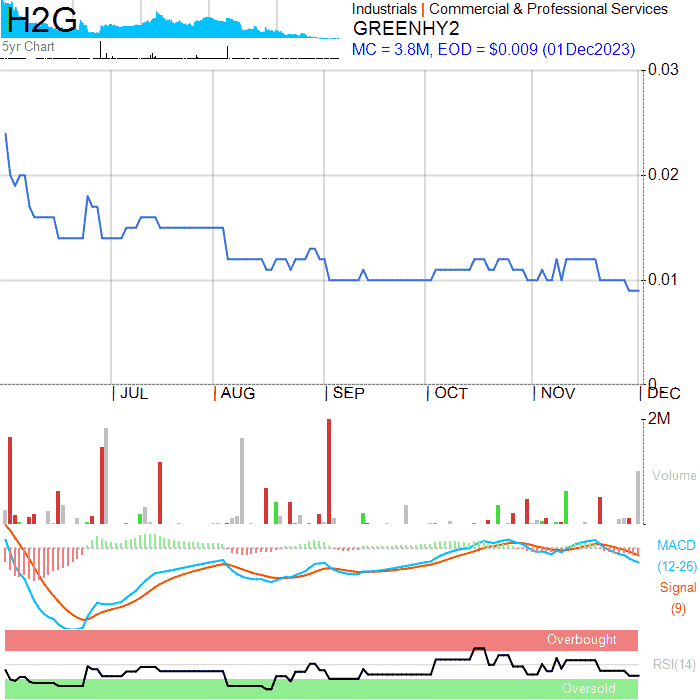 H2G
5yr Chart
Industrials | Commercial & Professional Services
GREENHY2
MC = 3.8M, EOD = $0.009 (01Dec2023)
0.03
0.02
0.01
0
JUL
AUG
SEP
OCT
NOV
DEC
2M
Volume
MACD
(12-26)
Signal
(9)
Overbought
RSI(14)
Oversold